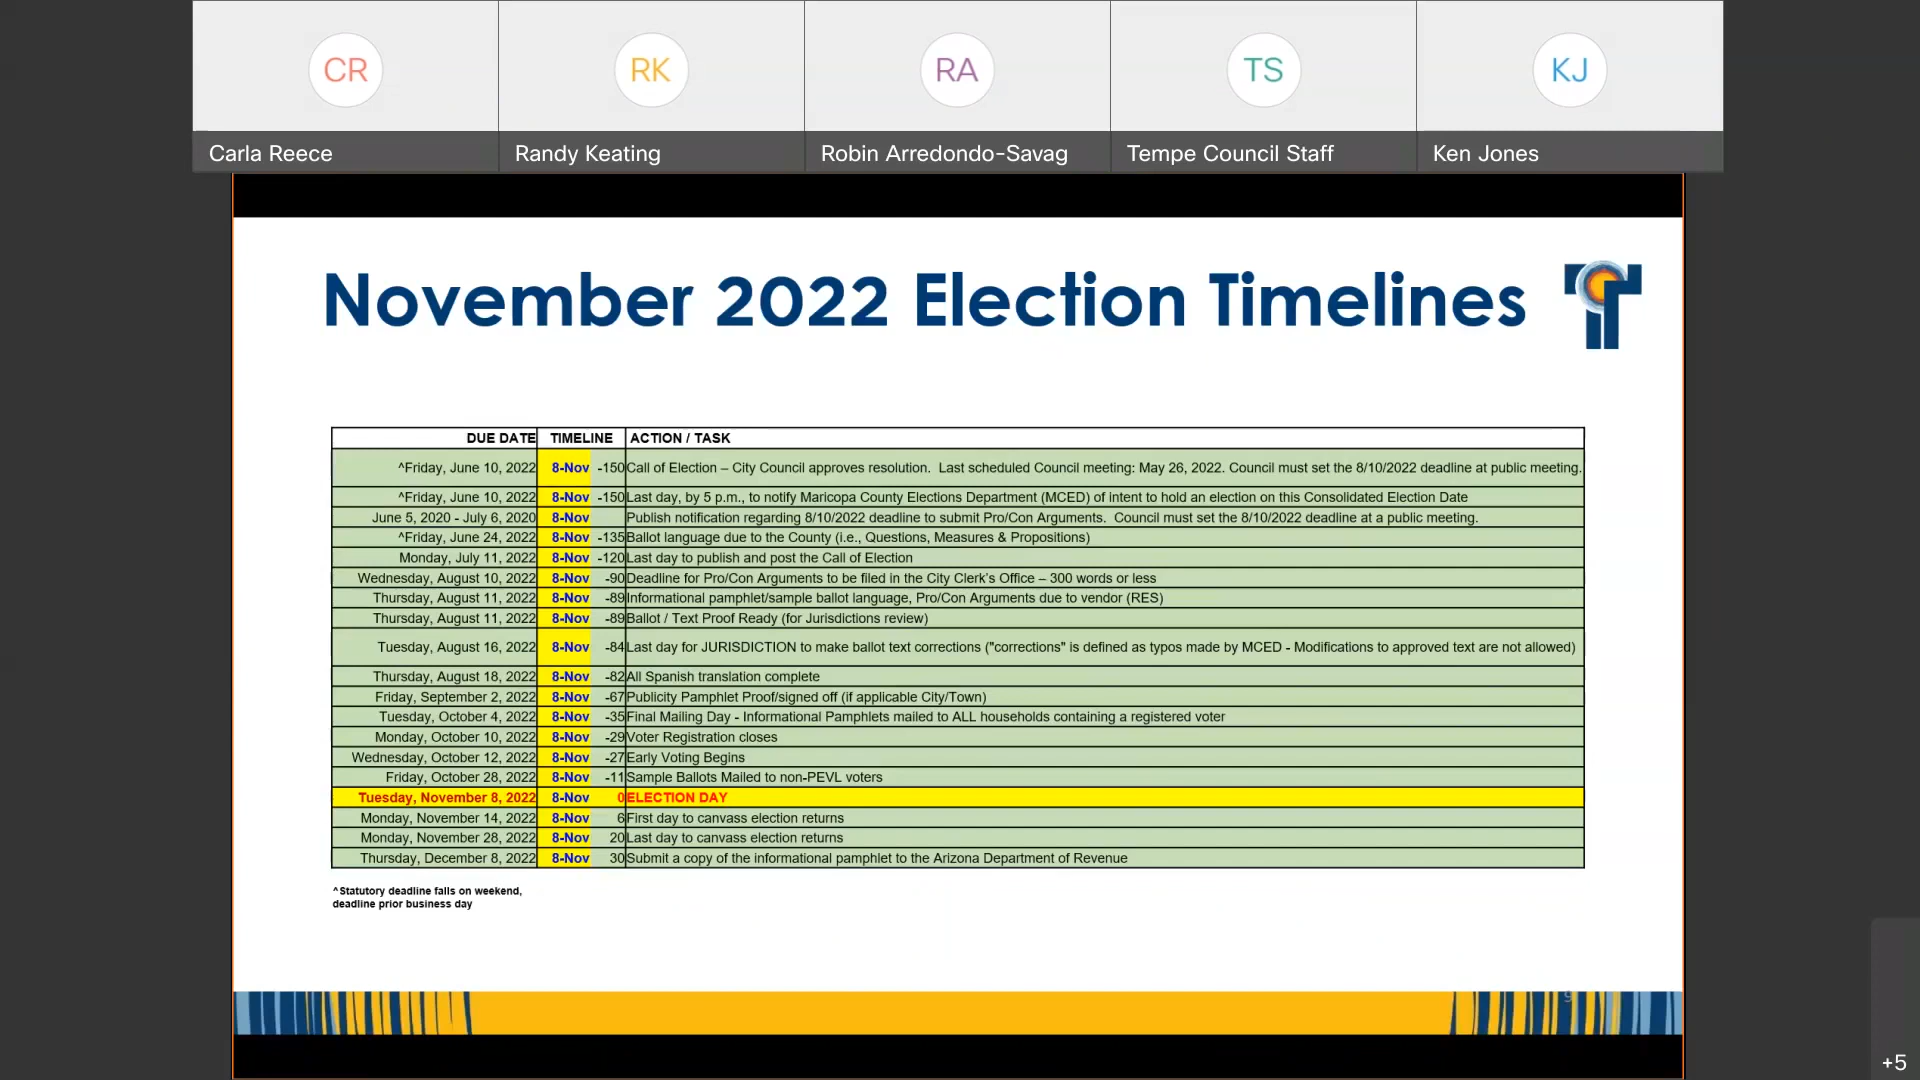 CR
RK
RA
TS
KJ
Carla Reece
Randy Keating
Robin Arredondo-Savag
Tempe Council Staff
Ken Jones
November 2022 Election Timelines
DUE DATE TIMELINE ACTION / TASK
^Friday, June 10, 2022 8-Nov -150 Call of Election – City Council approves resolution. Last scheduled Council meeting: May 26, 2022. Council must set the 8/10/2022 deadline at public meeting.
^Friday, June 10, 2022 8-Nov -150 Last day, by 5 p.m., to notify Maricopa County Elections Department (MCED) of intent to hold an election on this Consolidated Election Date
June 5, 2020 - July 6, 2020 8-Nov Publish notification regarding 8/10/2022 deadline to submit Pro/Con Arguments. Council must set the 8/10/2022 deadline at a public meeting.
^Friday, June 24, 2022 8-Nov -135 Ballot language due to the County (i.e., Questions, Measures & Propositions)
Monday, July 11, 2022 8-Nov -120 Last day to publish and post the Call of Election
Wednesday, August 10, 2022 8-Nov -90 Deadline for Pro/Con Arguments to be filed in the City Clerk's Office – 300 words or less
Thursday, August 11, 2022 8-Nov -89 Informational pamphlet/sample ballot language, Pro/Con Arguments due to vendor (RES)
Thursday, August 11, 2022 8-Nov -89 Ballot / Text Proof Ready (for Jurisdictions review)
Tuesday, August 16, 2022 8-Nov -84 Last day for JURISDICTION to make ballot text corrections ("corrections" is defined as typos made by MCED - Modifications to approved text are not allowed)
Thursday, August 18, 2022 8-Nov -82 All Spanish translation complete
Friday, September 2, 2022 8-Nov -67 Publicity Pamphlet Proof/signed off (if applicable City/Town)
Tuesday, October 4, 2022 8-Nov -35 Final Mailing Day - Informational Pamphlets mailed to ALL households containing a registered voter
Monday, October 10, 2022 8-Nov -29 Voter Registration closes
Wednesday, October 12, 2022 8-Nov -27 Early Voting Begins
Friday, October 28, 2022 8-Nov -11 Sample Ballots Mailed to non-PEVL voters
Tuesday, November 8, 2022 8-Nov 0 ELECTION DAY
Monday, November 14, 2022 8-Nov 6 First day to canvass election returns
Monday, November 28, 2022 8-Nov 20 Last day to canvass election returns
Thursday, December 8, 2022 8-Nov 30 Submit a copy of the informational pamphlet to the Arizona Department of Revenue
^Statutory deadline falls on weekend,
deadline prior business day
9
+5